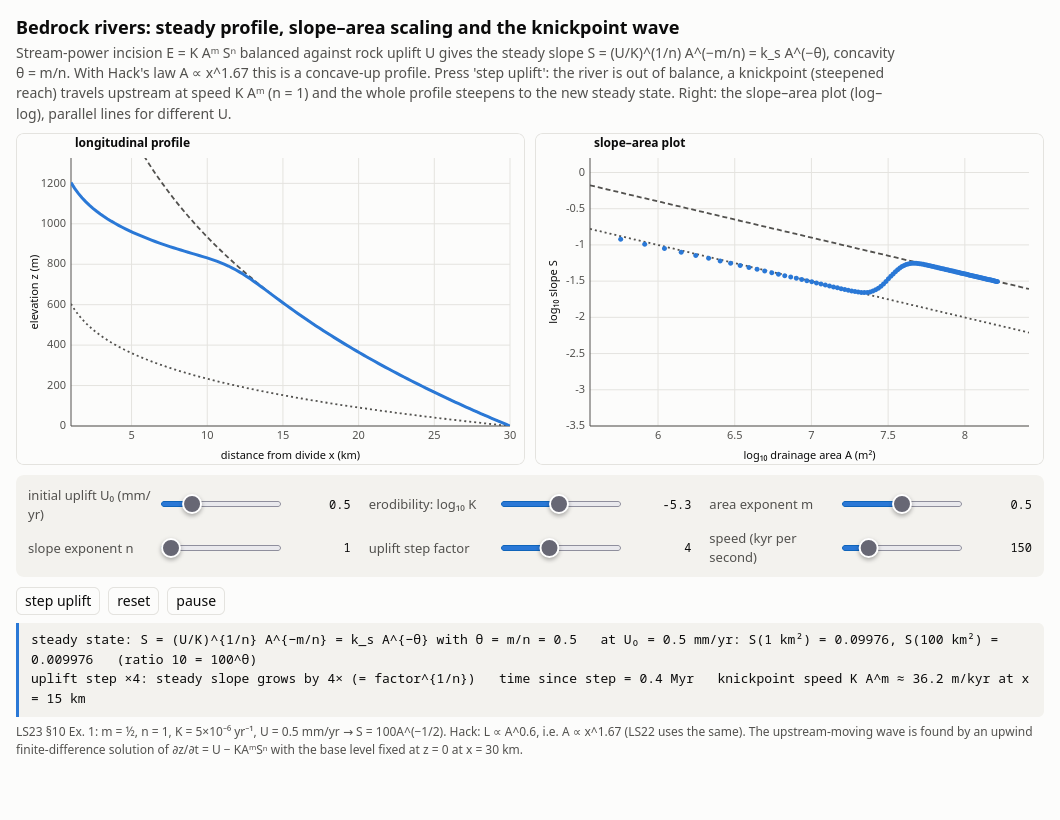 Bedrock rivers: steady profile, slope–area scaling and the knickpoint wave
Stream-power incision E = K Aᵐ Sⁿ balanced against rock uplift U gives the steady slope S = (U/K)^(1/n) A^(−m/n) = k_s A^(−θ), concavity
θ = m/n. With Hack's law A ∝ x^1.67 this is a concave-up profile. Press 'step uplift': the river is out of balance, a knickpoint (steepened
reach) travels upstream at speed K Aᵐ (n = 1) and the whole profile steepens to the new steady state. Right: the slope–area plot (log–
log), parallel lines for different U.
longitudinal profile
1200
1000
800
600
400
200
0
5
10
15
20
25
30
elevation z (m)
distance from divide x (km)
slope–area plot
0
-0.5
-1
-1.5
-2
-2.5
-3
-3.5
6
6.5
7
7.5
8
log₁₀ slope S
log₁₀ drainage area A (m²)
initial uplift U₀ (mm/
yr)
0.5
erodibility: log₁₀ K
-5.3
area exponent m
0.5
slope exponent n
1
uplift step factor
4
speed (kyr per
second)
150
step uplift
reset
pause
steady state: S = (U/K)^{1/n} A^{−m/n} = k_s A^{−θ} with θ = m/n = 0.5 at U₀ = 0.5 mm/yr: S(1 km²) = 0.09976, S(100 km²) =
0.009976 (ratio 10 = 100^θ)
uplift step ×4: steady slope grows by 4× (= factor^{1/n}) time since step = 0.4 Myr knickpoint speed K A^m ≈ 36.2 m/kyr at x
= 15 km
LS23 §10 Ex. 1: m = ½, n = 1, K = 5×10⁻⁶ yr⁻¹, U = 0.5 mm/yr → S = 100A^(−1/2). Hack: L ∝ A^0.6, i.e. A ∝ x^1.67 (LS22 uses the same). The upstream-moving wave is found by an upwind
finite-difference solution of ∂z/∂t = U − KAᵐSⁿ with the base level fixed at z = 0 at x = 30 km.